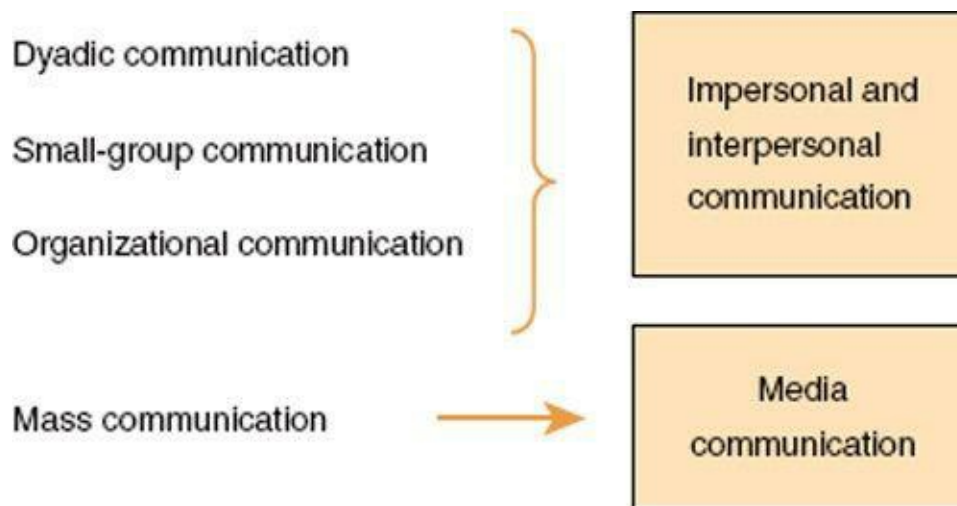 Dyadic communication
Small-group communication
Organizational communication
Impersonal and
interpersonal
communication
Mass communication
Media
communication